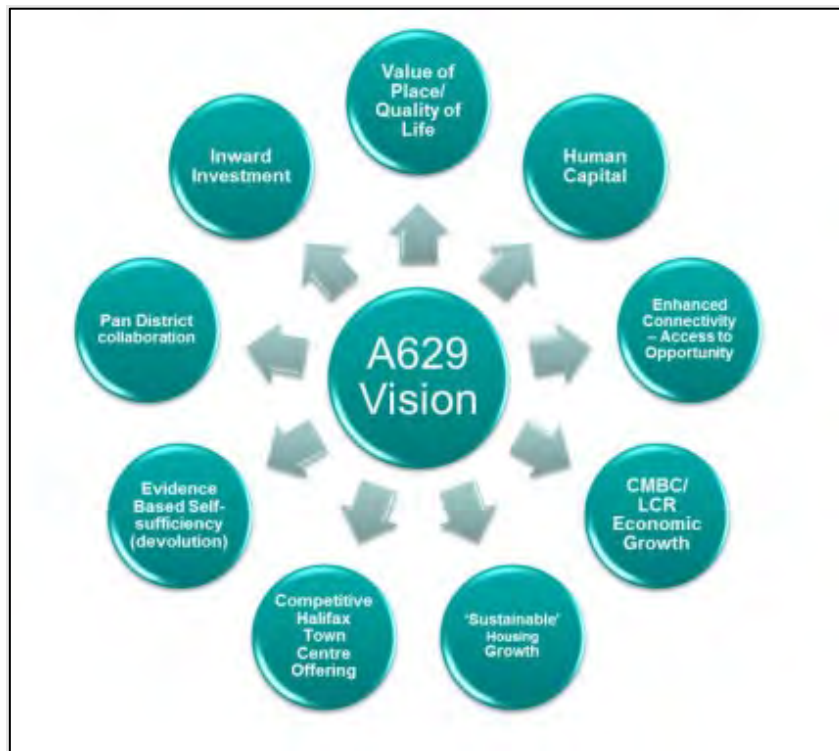 Value of
Place/
Quality of
Life
Human
Capital
Enhanced
Connectivity
– Access to
Opportunity
CMBC/
LCR
Economic
Growth
'Sustainable'
Housing
Growth
Competitive
Halifax
Town
Centre
Offering
Evidence
Based Self-
sufficiency
(devolution)
Pan District
collaboration
Inward
Investment
A629
Vision